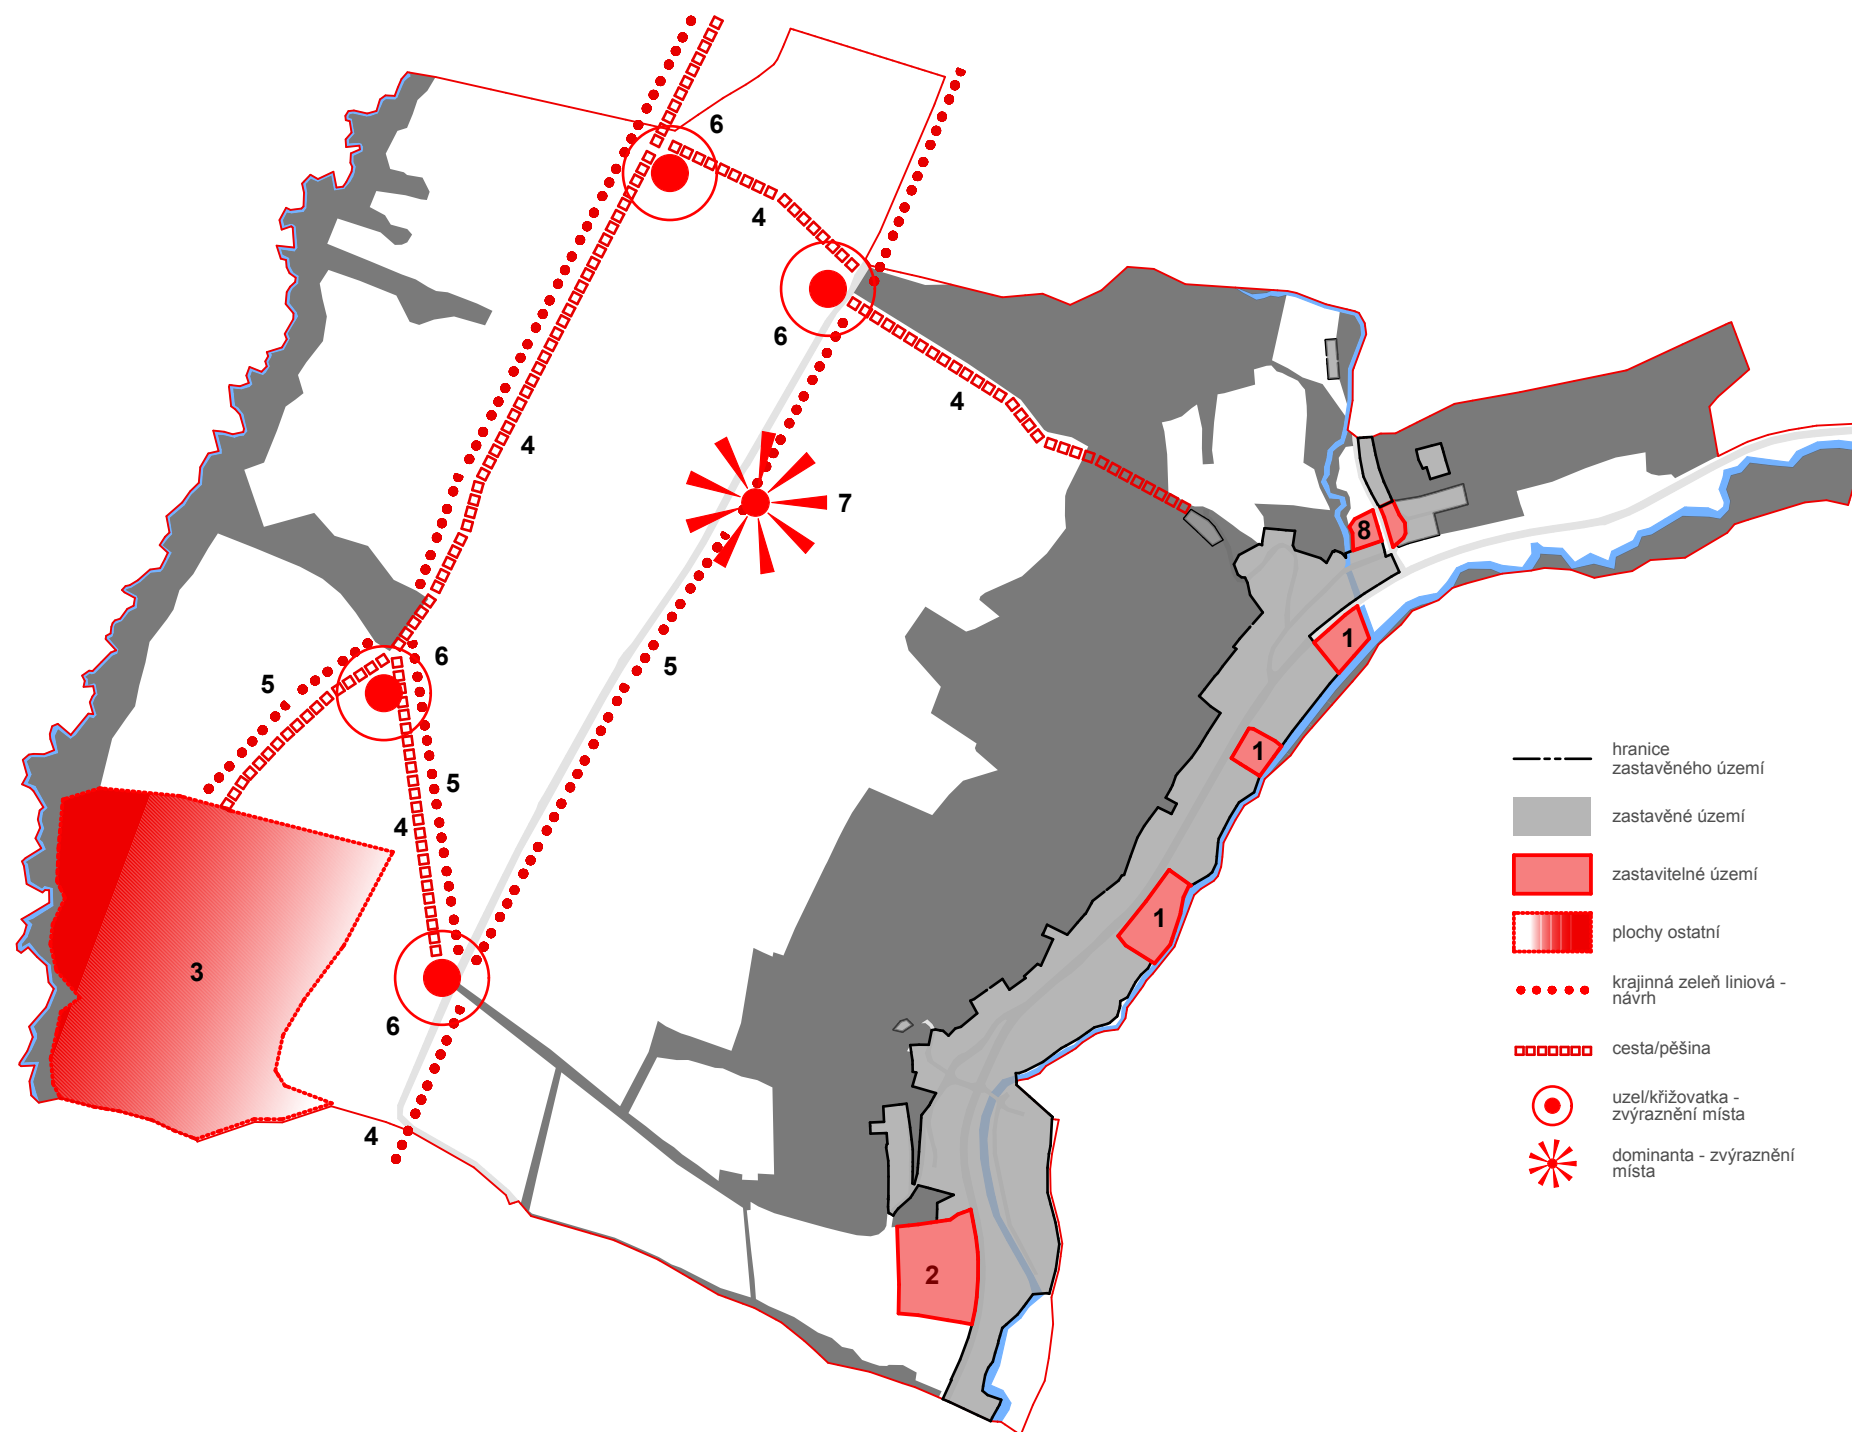 6
4
6
4
4
7
8
1
6
5
5
1
5
4
1
3
6
4
2
hranice
zastavěného území
zastavěné území
zastavitelné území
plochy ostatní
krajinná zeleň liniová -
návrh
cesta/pěšina
uzel/křižovatka -
zvýraznění místa
dominanta - zvýraznění
místa